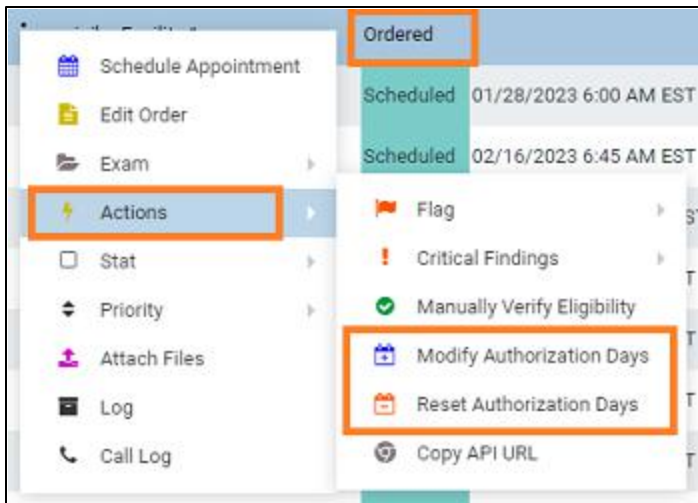 Ordered
Schedule Appointment
Edit Order
Scheduled 01/28/2023 6:00 AM EST
Exam
Scheduled 02/16/2023 6:45 AM EST
Actions
Flag
Stat
Critical Findings
Priority
Manually Verify Eligibility
Attach Files
Modify Authorization Days
Log
Reset Authorization Days
Call Log
Copy API URL